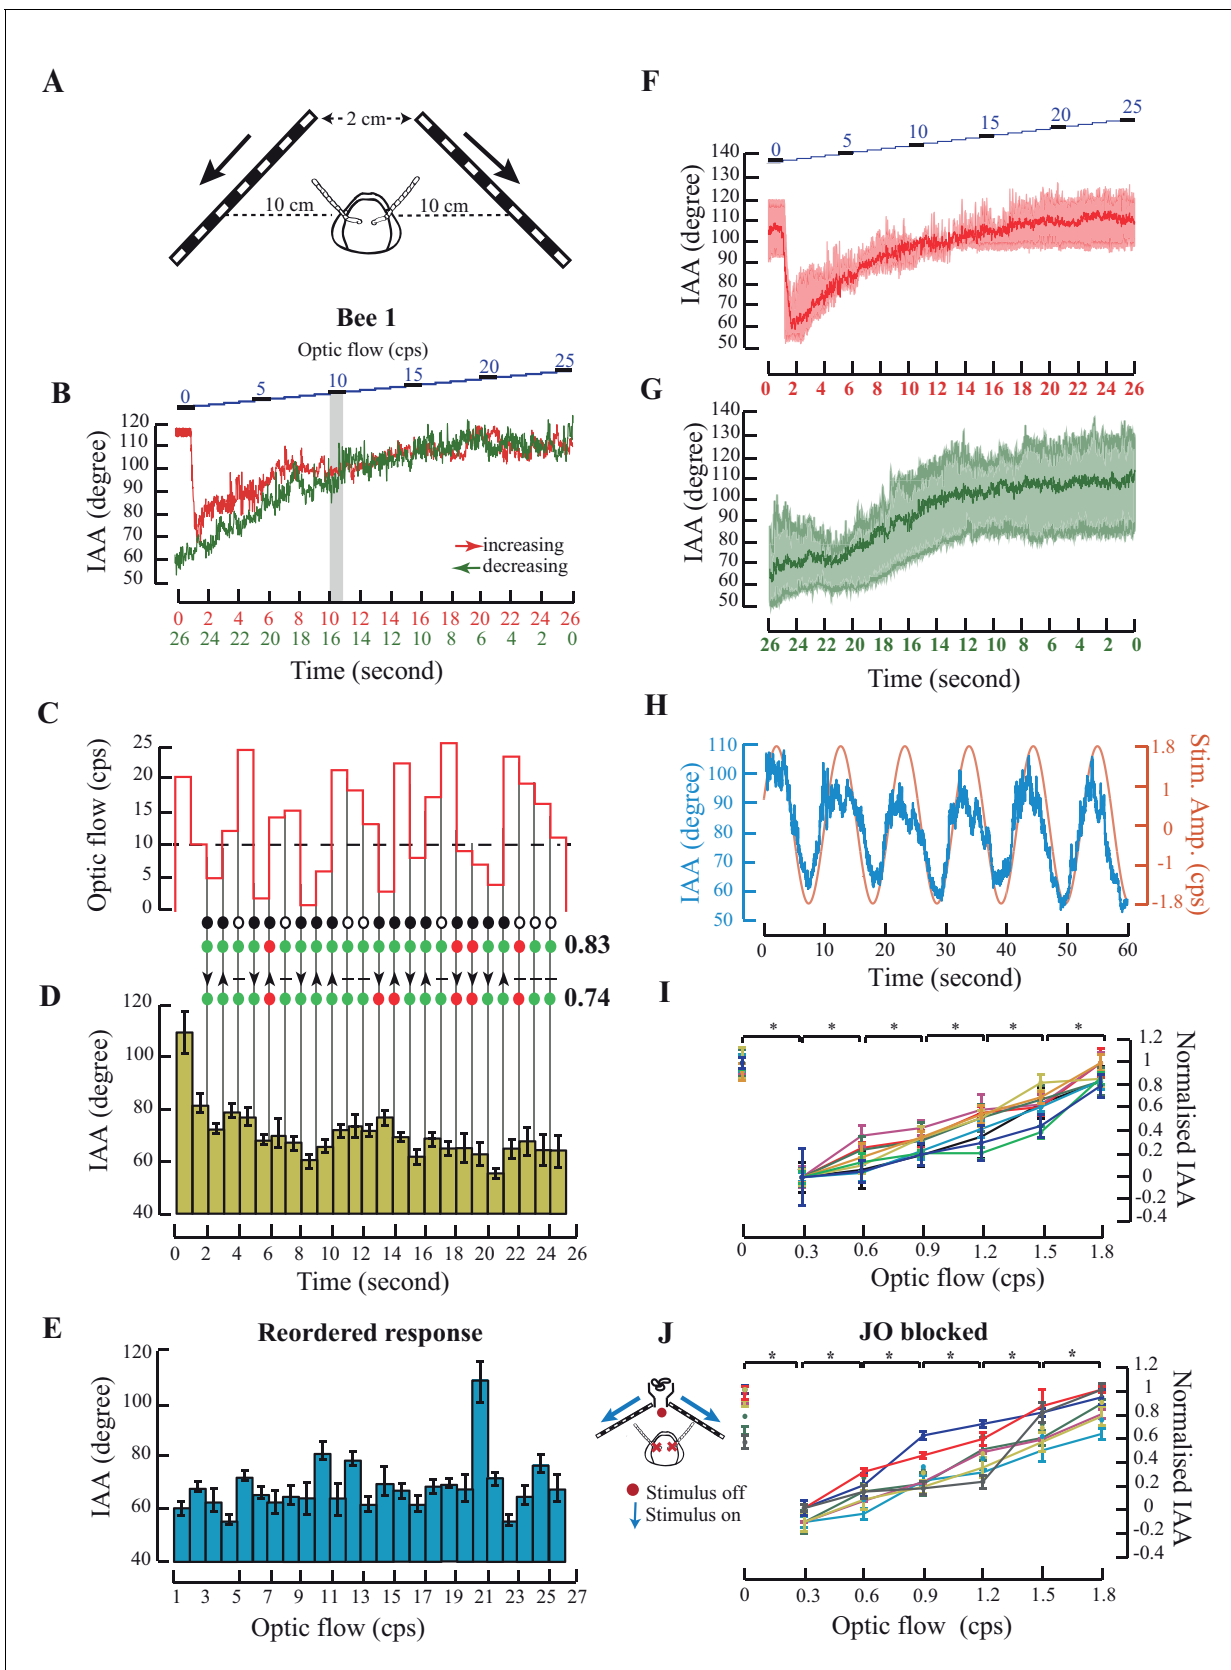 A
2 cm
10 cm
10 cm
Bee 1
Optic flow (cps)
0 5 10 15 20 25
B
IAA (degree)
120
110
100
90
80
70
60
50
increasing
decreasing
0 2 4 6 8 10 12 14 16 18 20 22 24 26
26 24 22 20 18 16 14 12 10 8 6 4 2 0
Time (second)
C
Optic flow (cps)
25
20
15
10
5
0
0.83
0.74
D
IAA (degree)
120
100
80
60
40
0 2 4 6 8 10 12 14 16 18 20 22 24 26
Time (second)
E
Reordered response
IAA (degree)
120
100
80
60
40
1 3 5 7 9 11 13 15 17 19 21 23 25 27
Optic flow (cps)
F
0 5 10 15 20 25
IAA (degree)
140
130
120
110
100
90
80
70
60
50
0 2 4 6 8 10 12 14 16 18 20 22 24 26
G
IAA (degree)
140
130
120
110
100
90
80
70
60
50
26 24 22 20 18 16 14 12 10 8 6 4 2 0
Time (second)
H
IAA (degree)
110
100
90
80
70
60
50
Stim. Amp. (cps)
1.8
1
0
-1
-1.8
0 10 20 30 40 50 60
Time (second)
I
* * * * * *
Normalised IAA
1.2
1
0.8
0.6
0.4
0.2
0
-0.2
-0.4
0 0.3 0.6 0.9 1.2 1.5 1.8
Optic flow (cps)
J
JO blocked
Stimulus off
Stimulus on
* * * * * *
Normalised IAA
1.2
1
0.8
0.6
0.4
0.2
0
-0.2
-0.4
0 0.3 0.6 0.9 1.2 1.5 1.8
Optic flow (cps)